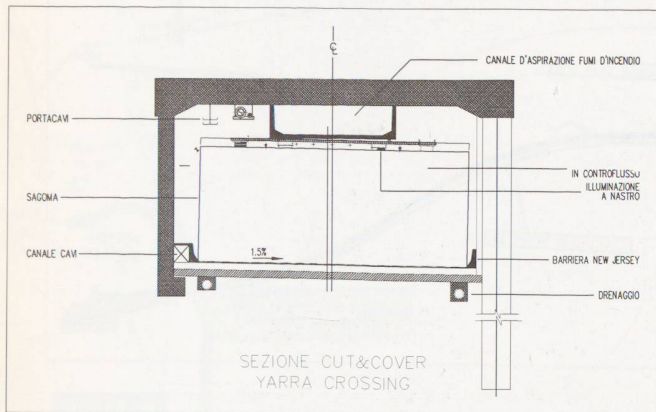 CL
CANALE D'ASPIRAZIONE FUMI D'INCENDIO
PORTACAVI
IN CONTROFLUSSO
ILLUMINAZIONE
A NASTRO
SAGOMA
CANALE CAVI
1.5%
BARRIERA NEW JERSEY
DRENAGGIO
SEZIONE CUT&COVER
YARRA CROSSING